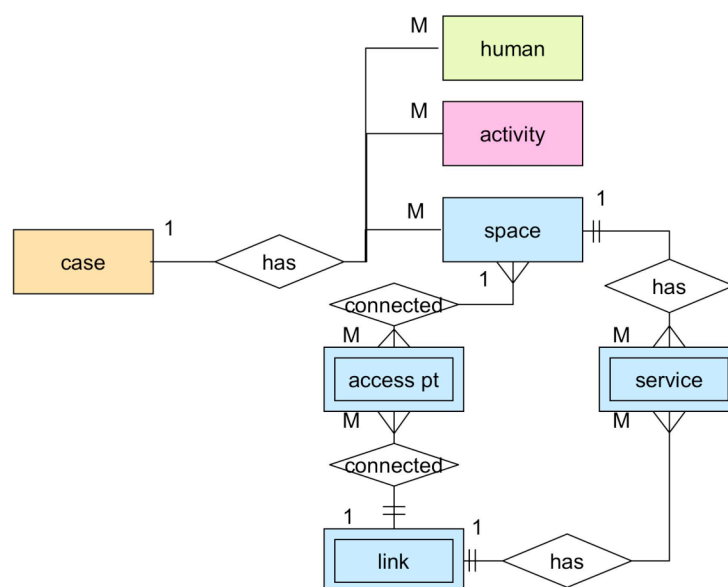 M
human
M
activity
M
space
1
1
case
has
1
has
connected
M
access pt
M
M
service
M
connected
1
link
1
has